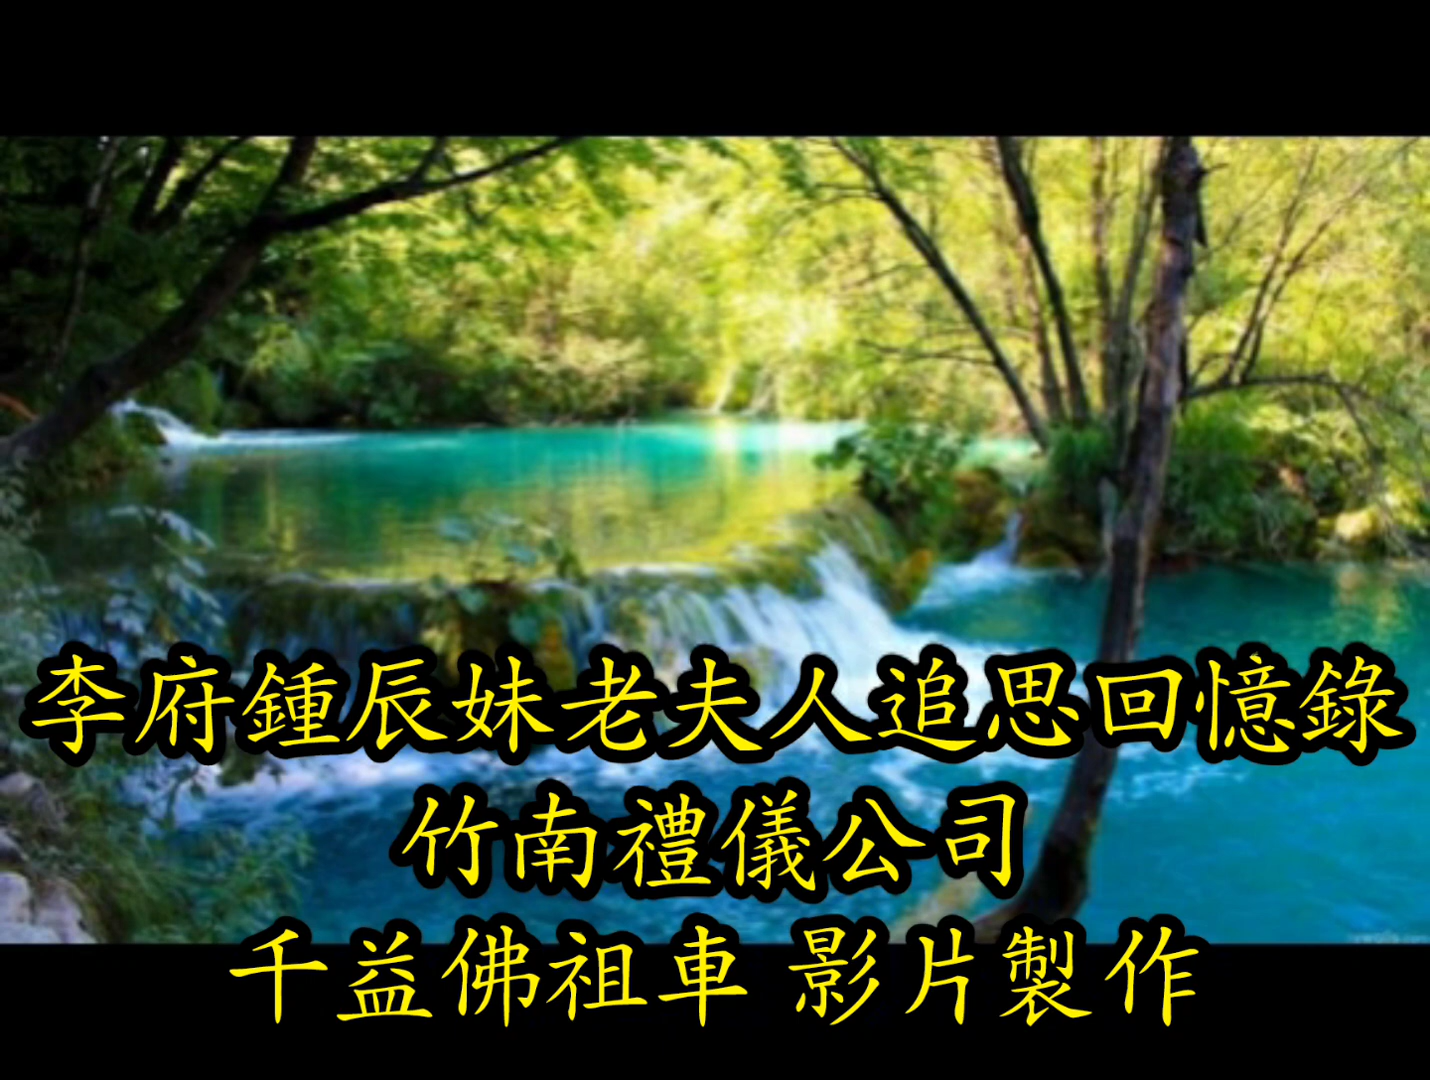 李府鍾辰妹老夫人追思回憶錄
竹南禮儀公司
千益佛祖車 影片製作